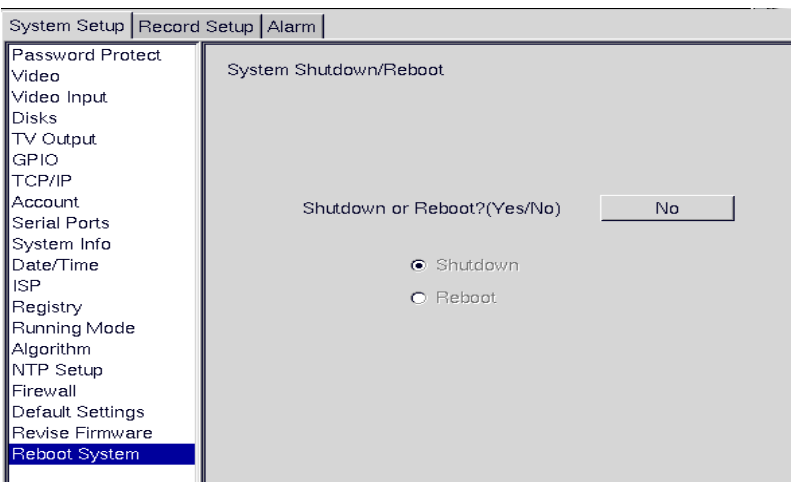 System Setup Record Setup Alarm
Password Protect
Video
Video Input
Disks
TV Output
GPIO
TCP/IP
Account
Serial Ports
System Info
Date/Time
ISP
Registry
Running Mode
Algorithm
NTP Setup
Firewall
Default Settings
Revise Firmware
Reboot System
System Shutdown/Reboot
Shutdown or Reboot?(Yes/No) No
Shutdown
Reboot